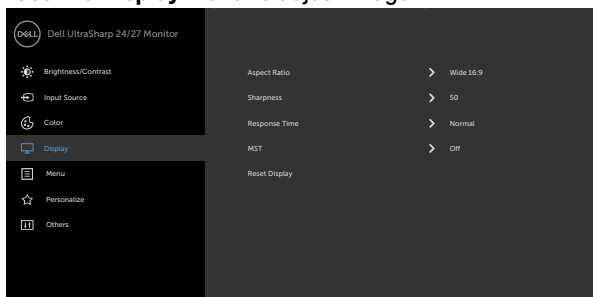 DELL
Dell UltraSharp 24/27 Monitor
Brightness/Contrast
Input Source
Color
Display
Menu
Personalize
Others
Aspect Ratio Wide 16:9
Sharpness 50
Response Time Normal
MST Off
Reset Display